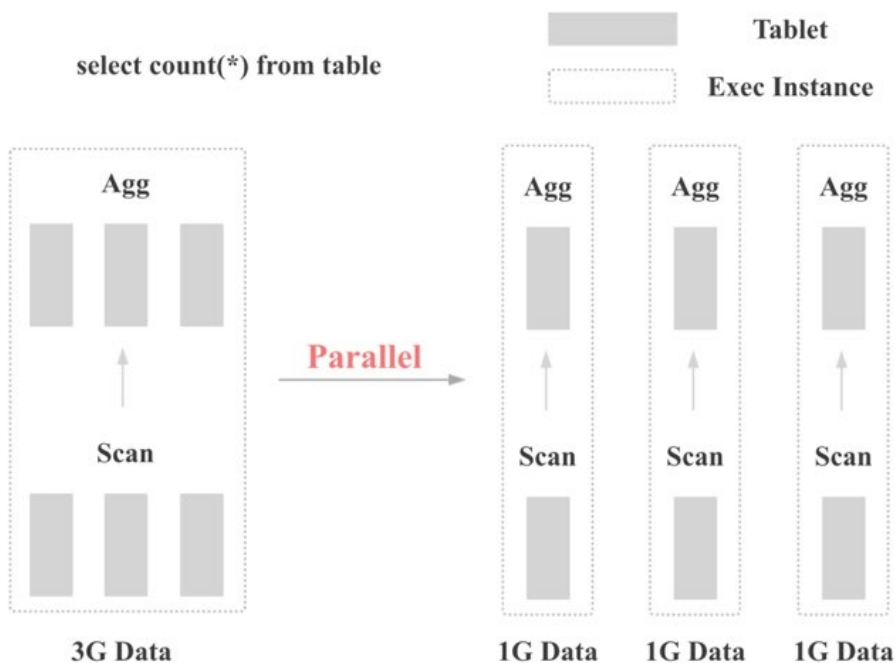 Tablet
select count(*) from table
Exec Instance
Agg
Agg
Agg
Agg
Parallel
Scan
Scan
Scan
Scan
3G Data
1G Data
1G Data
1G Data